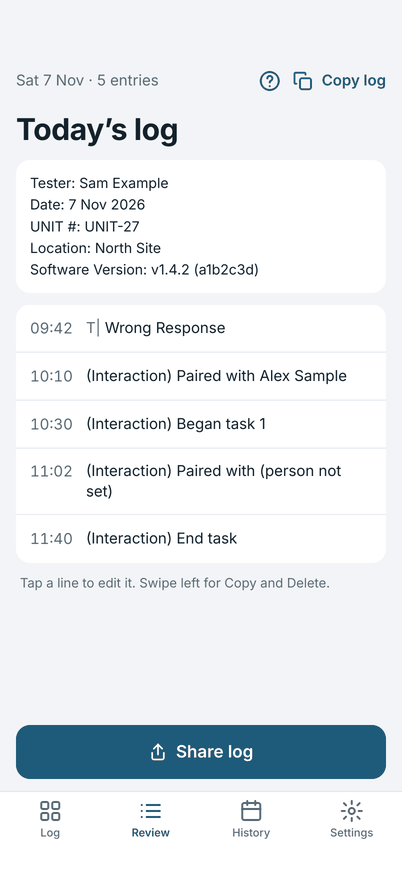 Sat 7 Nov · 5 entries
Copy log
Today's log
Tester: Sam Example
Date: 7 Nov 2026
UNIT #: UNIT-27
Location: North Site
Software Version: v1.4.2 (a1b2c3d)
09:42 T| Wrong Response
10:10 (Interaction) Paired with Alex Sample
10:30 (Interaction) Began task 1
11:02 (Interaction) Paired with (person not
set)
11:40 (Interaction) End task
Tap a line to edit it. Swipe left for Copy and Delete.
Share log
Log Review History Settings